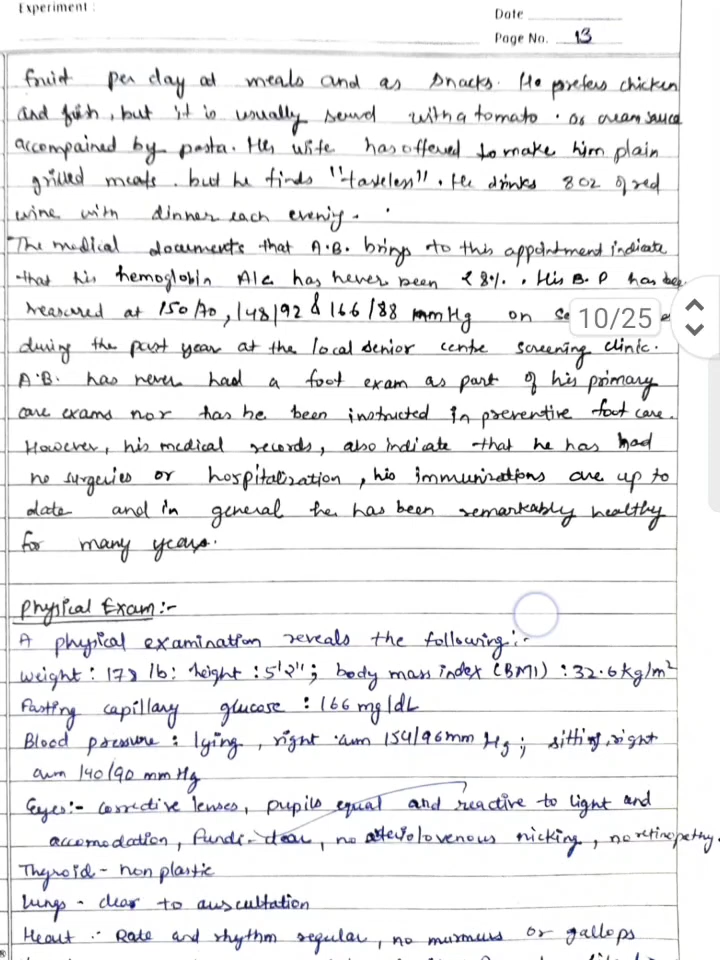 Experiment :
Date
Page No. 13
fruit per day at meals and as snacks. He prefers chicken
and fish, but it is usually served with a tomato or cream sauce
accompained by pasta. His wife has offered to make him plain
grilled meats. but he finds "tasteless". He drinks 8 oz of red
wine with dinner each evenig.
The medical documents that A.B. brings to this appointment indicate
that his hemoglobin A1c has never been < 8%. His B.P has been
measured at 150/70, 148/92 & 166/88 mmHg on
10/25
during the past year at the local senior centre screening clinic.
A.B. has never had a foot exam as part of his primary
care exams nor has he been instructed in preventive foot care.
However, his medical records, also indicate that he has had
no surgeries or hospitalization, his immunizations are up to
date and in general he has been remarkably healthy
for many years.
Physical Exam :-
A physical examination reveals the following :-
weight : 178 lb; height : 5'2"; body mass index (BMI) : 32.6 kg/m²
Fasting capillary glucose : 166 mg/dL
Blood pressure : lying, right arm 154/96 mm Hg; sitting, right
arm 140/90 mm Hg
Eyes:- corrective lenses, pupils equal and reactive to light and
accomodation, Fundi-clear, no arteriolovenous nicking, no retinopathy.
Thyroid - non plastic
Lungs - clear to auscultation
Heart :- Rate and rhythm regular, no murmurs or gallops